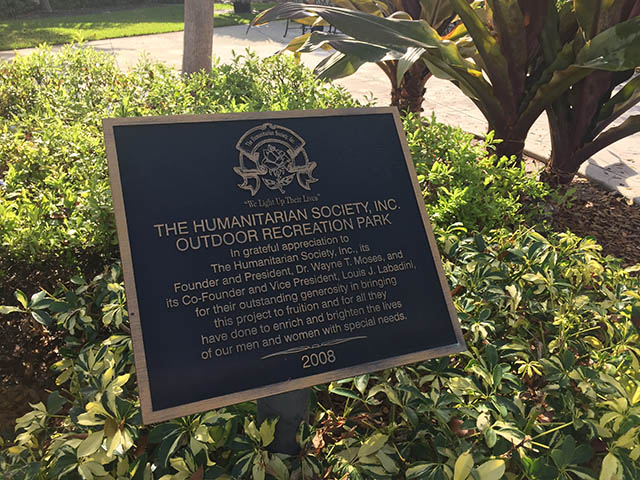 The Humanitarian Society, Inc.
"We Light Up Their Lives"
THE HUMANITARIAN SOCIETY, INC.
OUTDOOR RECREATION PARK
In grateful appreciation to
The Humanitarian Society, Inc., its
Founder and President, Dr. Wayne T. Moses, and
its Co-Founder and Vice President, Louis J. Labadini,
for their outstanding generosity in bringing
this project to fruition and for all they
have done to enrich and brighten the lives
of our men and women with special needs.
2008